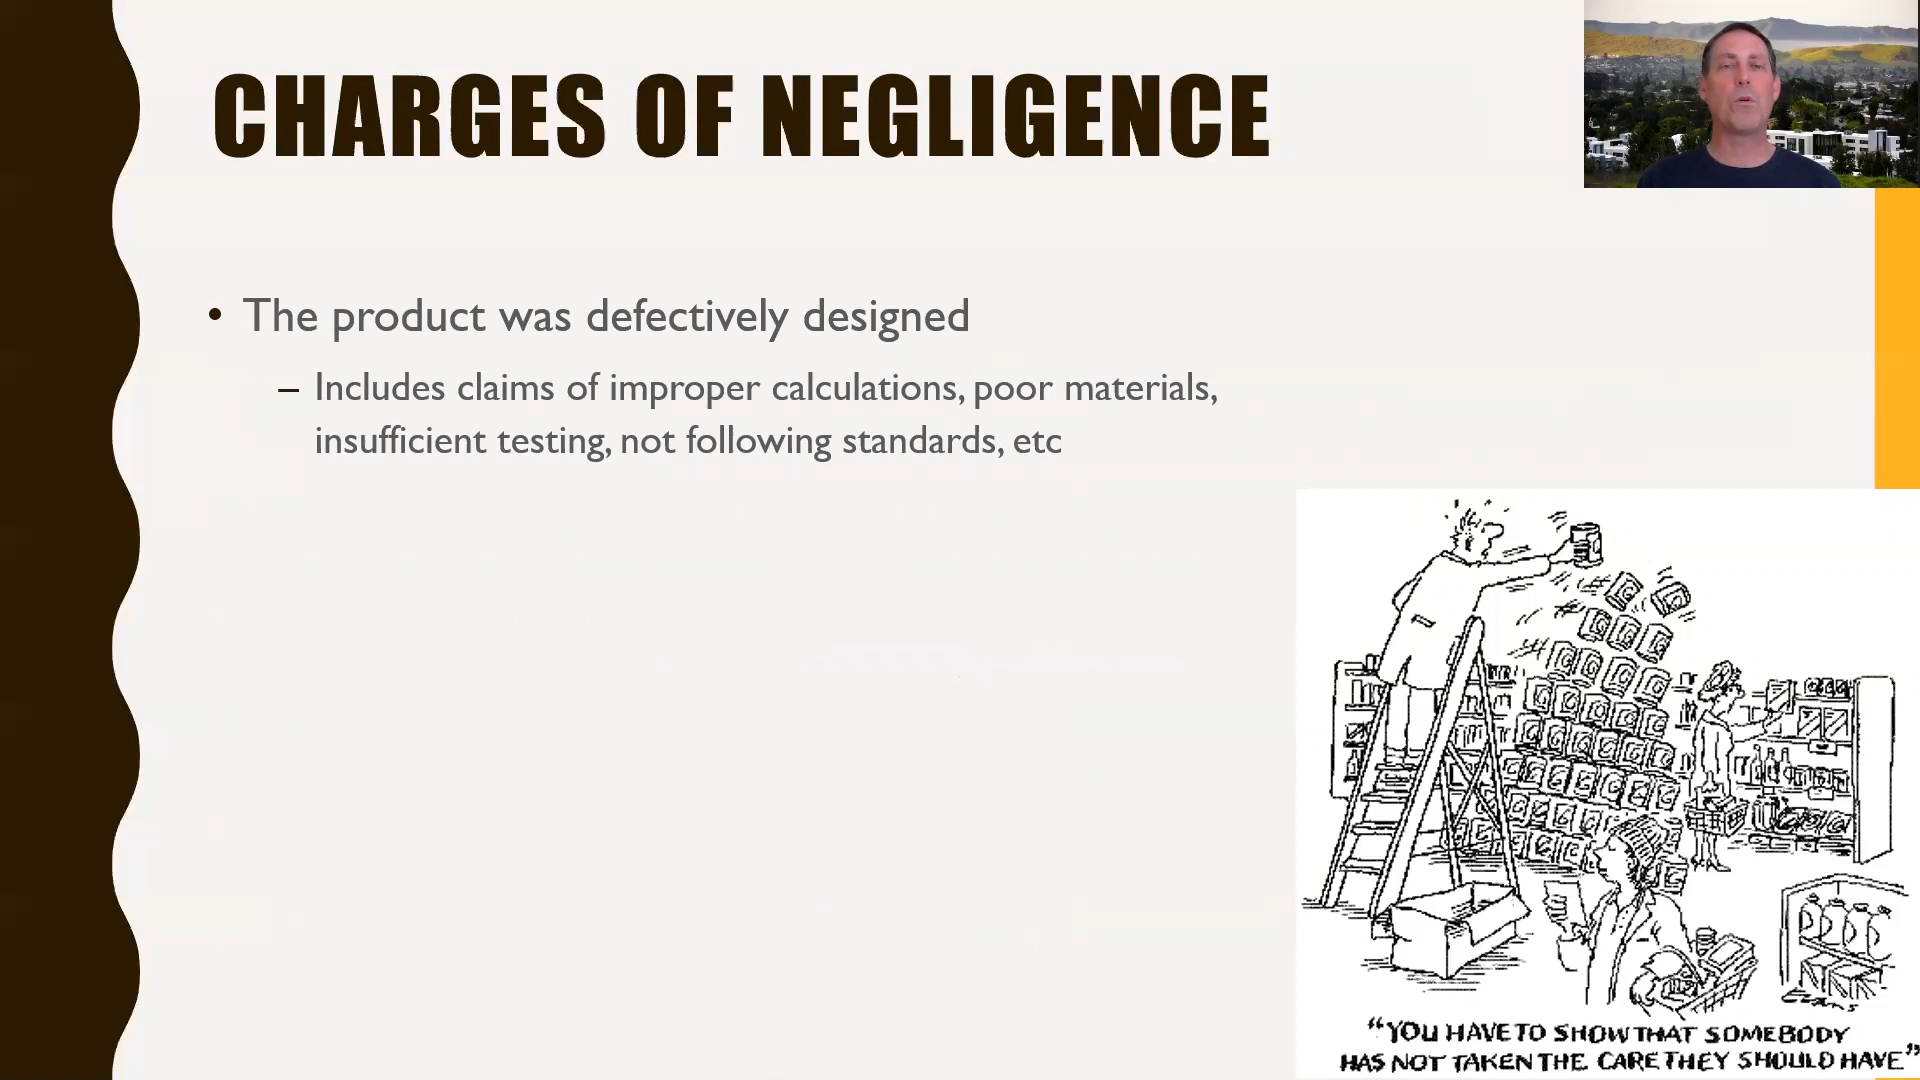 CHARGES OF NEGLIGENCE
• The product was defectively designed
– Includes claims of improper calculations, poor materials,
insufficient testing, not following standards, etc
"YOU HAVE TO SHOW THAT SOMEBODY
HAS NOT TAKEN THE CARE THEY SHOULD HAVE"